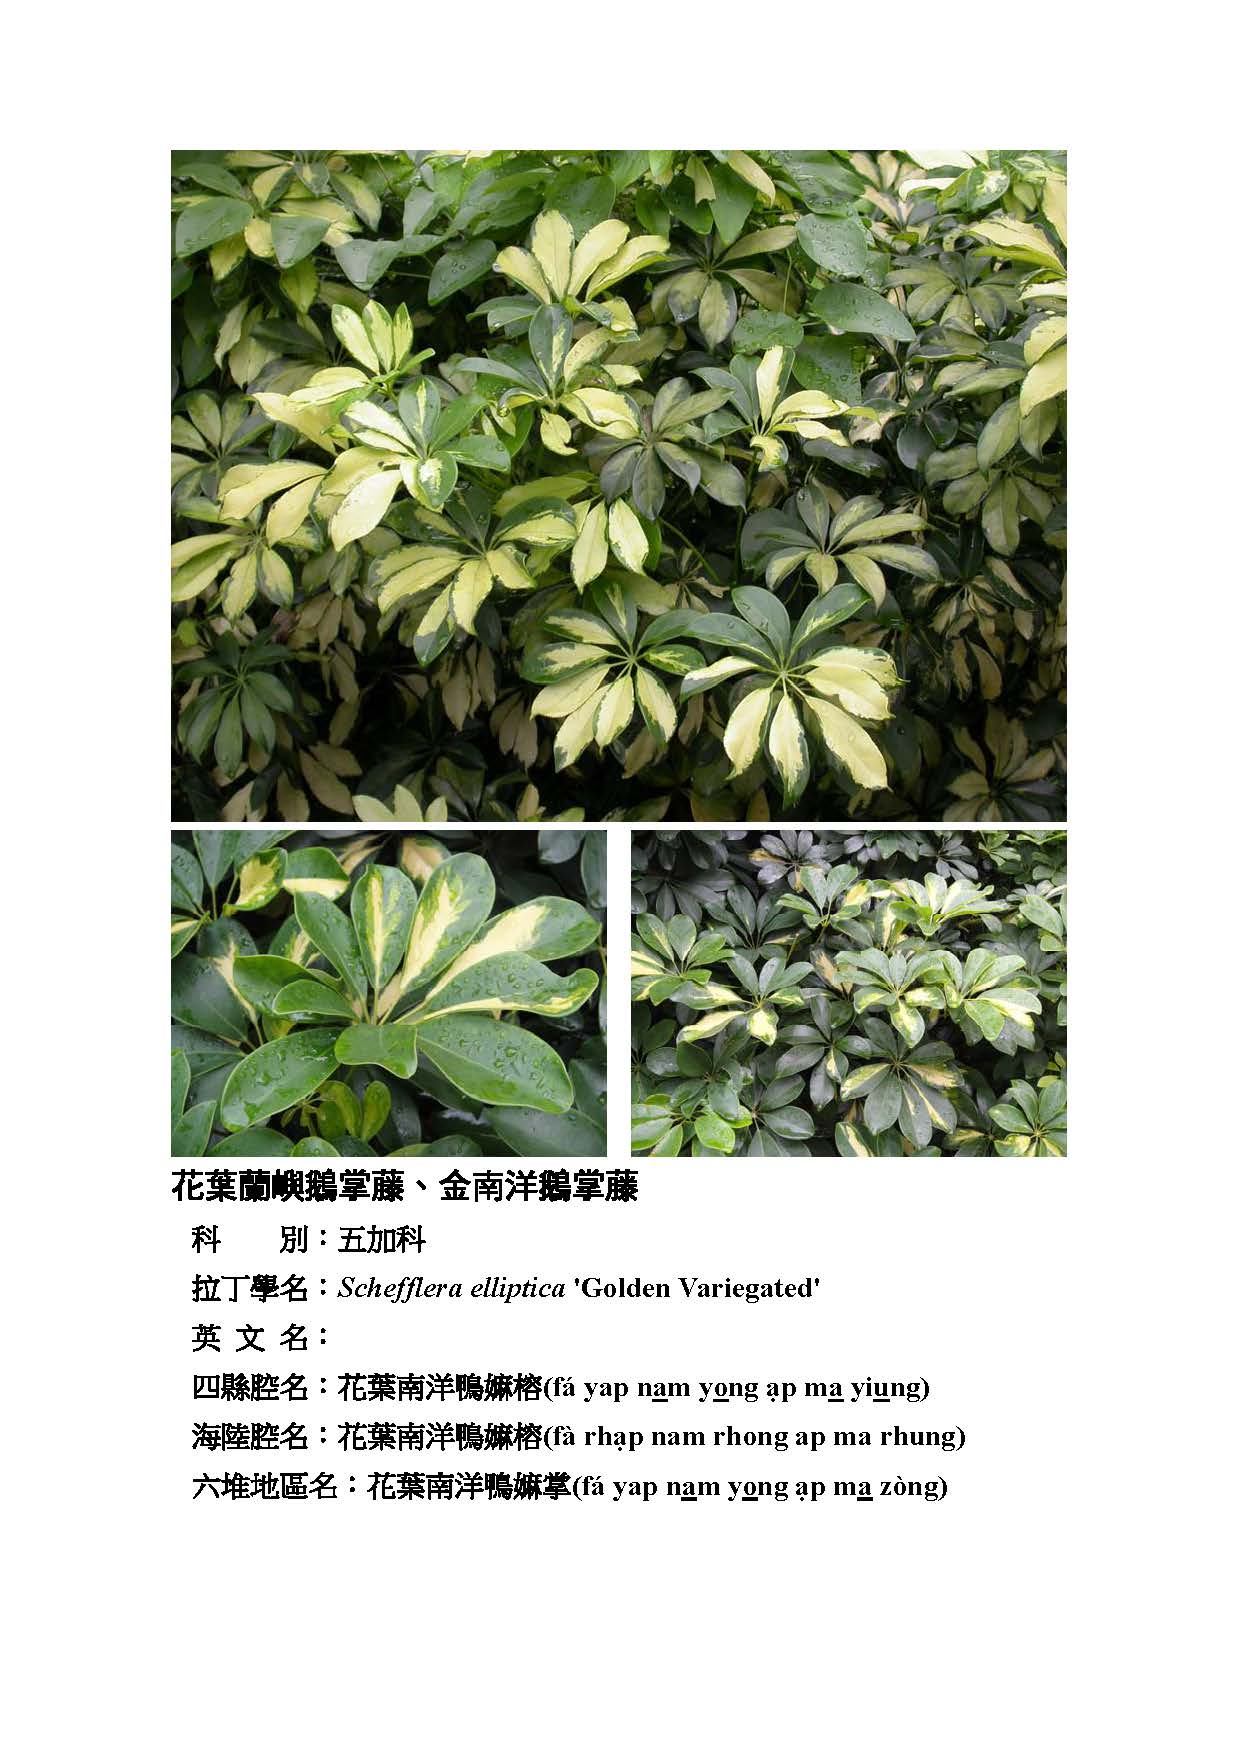 花葉蘭嶼鵝掌藤、金南洋鵝掌藤
科　　別：五加科
拉丁學名：Schefflera elliptica 'Golden Variegated'
英 文 名：
四縣腔名：花葉南洋鴨嫲榕(fá yap na̲m yo̲ng ạp ma̲ yiu̲ng)
海陸腔名：花葉南洋鴨嫲榕(fà rhạp nam rhong ap ma rhung)
六堆地區名：花葉南洋鴨嫲掌(fá yap na̲m yo̲ng ạp ma̲ zòng)